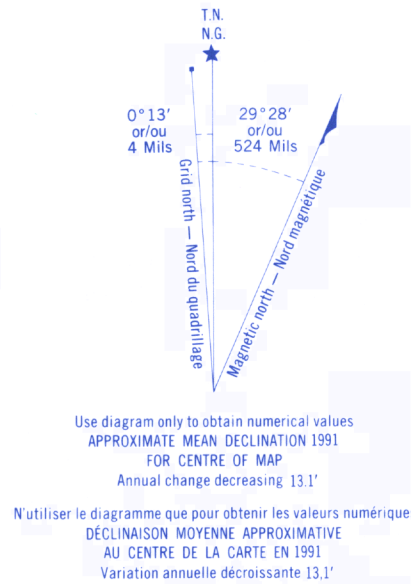 T.N.
N.G.
0°13'
or/ou
4 Mils
29°28'
or/ou
524 Mils
Grid north — Nord du quadrillage
Magnetic north — Nord magnétique
Use diagram only to obtain numerical values
APPROXIMATE MEAN DECLINATION 1991
FOR CENTRE OF MAP
Annual change decreasing 13.1'
N'utiliser le diagramme que pour obtenir les valeurs numérique
DÉCLINAISON MOYENNE APPROXIMATIVE
AU CENTRE DE LA CARTE EN 1991
Variation annuelle décroissante 13,1'